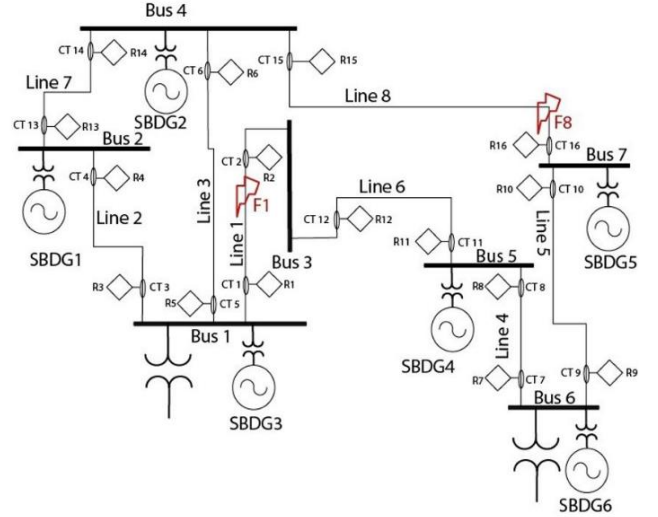 Bus 4
CT 14
R14
CT 6
R6
CT 15
R15
Line 7
SBDG2
Line 8
F8
CT 13
R13
Bus 2
CT 2
R2
R16
CT 16
Bus 7
CT 4
R4
F1
R10
CT 10
Line 6
Line 3
CT 12
R12
Line 2
SBDG1
Line 1
Bus 3
R11
CT 11
Line 5
SBDG5
Bus 5
R3
CT 3
R5
CT 5
CT 1
R1
R8
CT 8
Bus 1
SBDG4
Line 4
R7
CT 7
CT 9
R9
Bus 6
SBDG3
SBDG6